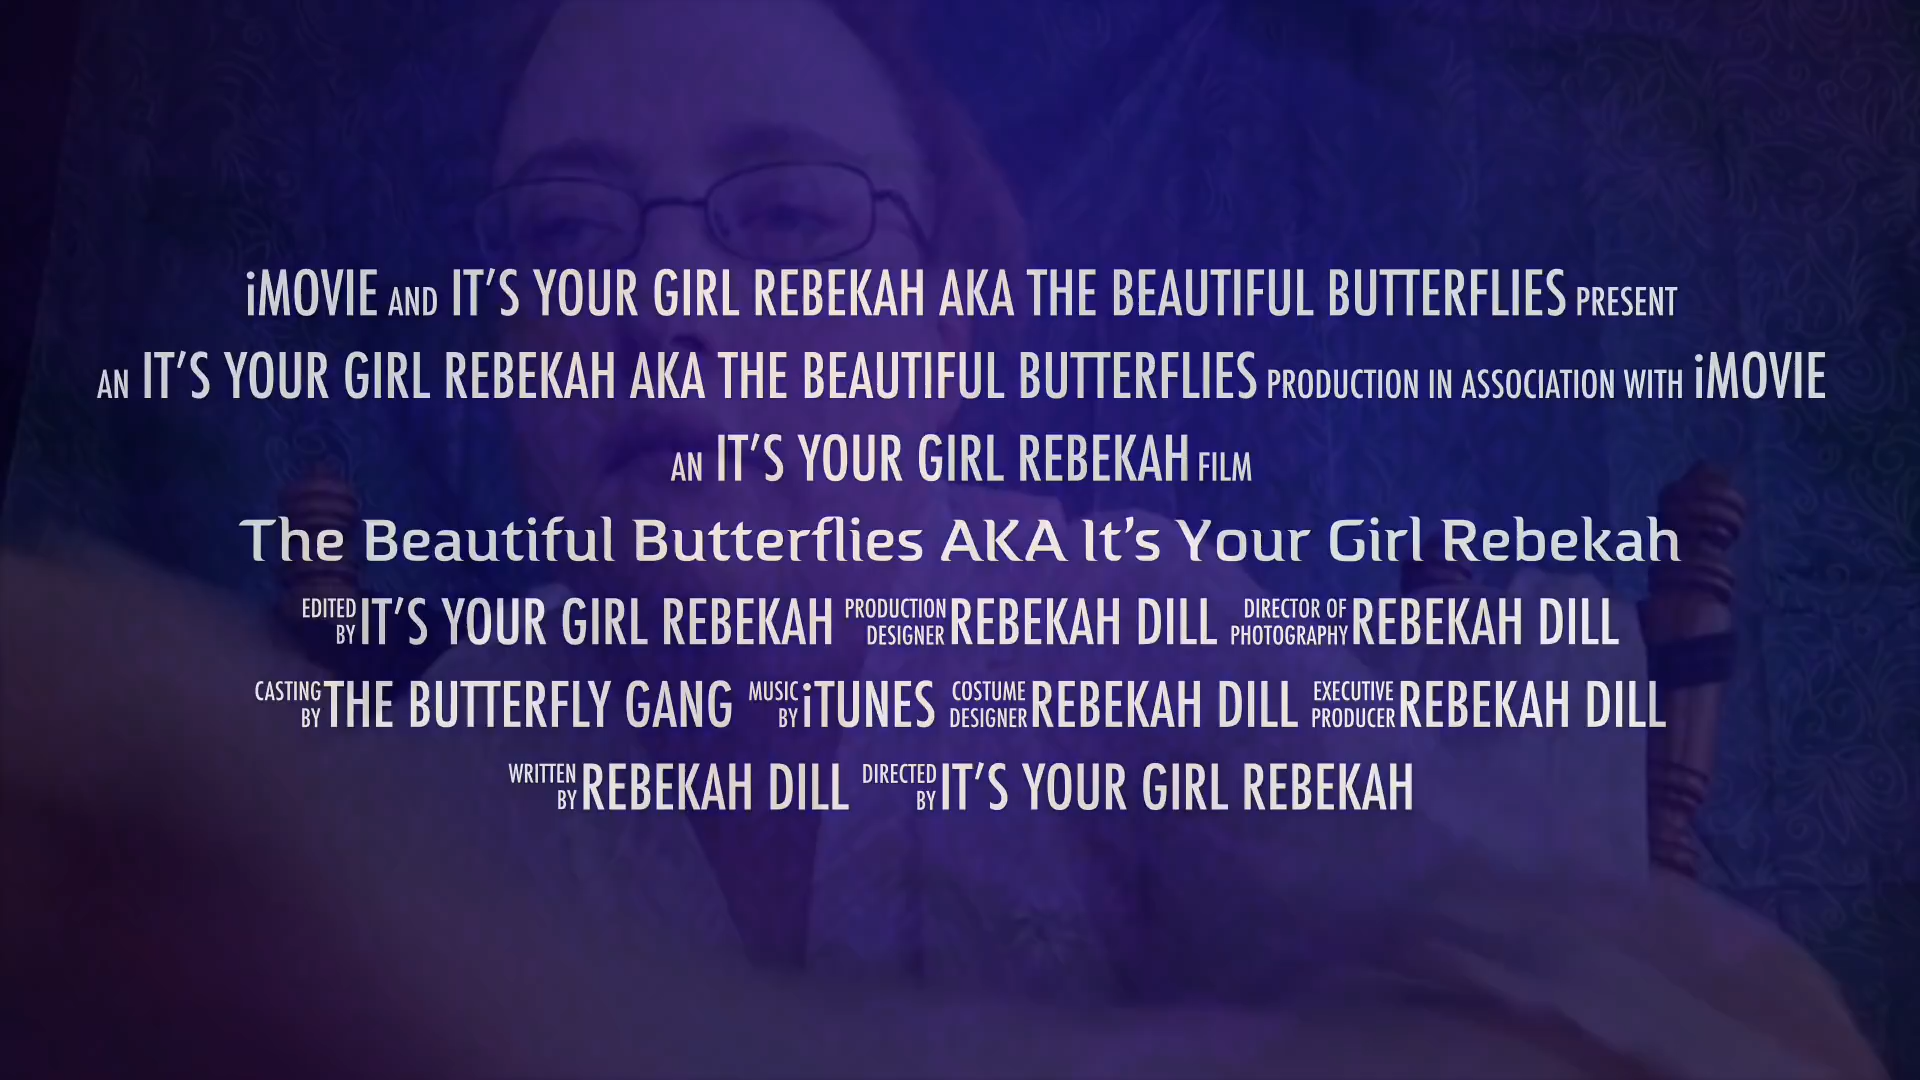 iMOVIE AND IT'S YOUR GIRL REBEKAH AKA THE BEAUTIFUL BUTTERFLIES PRESENT
AN IT'S YOUR GIRL REBEKAH AKA THE BEAUTIFUL BUTTERFLIES PRODUCTION IN ASSOCIATION WITH iMOVIE
AN IT'S YOUR GIRL REBEKAH FILM
The Beautiful Butterflies AKA It's Your Girl Rebekah
EDITED BY IT'S YOUR GIRL REBEKAH PRODUCTION DESIGNER REBEKAH DILL DIRECTOR OF PHOTOGRAPHY REBEKAH DILL
CASTING BY THE BUTTERFLY GANG MUSIC BY iTUNES COSTUME DESIGNER REBEKAH DILL EXECUTIVE PRODUCER REBEKAH DILL
WRITTEN BY REBEKAH DILL DIRECTED BY IT'S YOUR GIRL REBEKAH